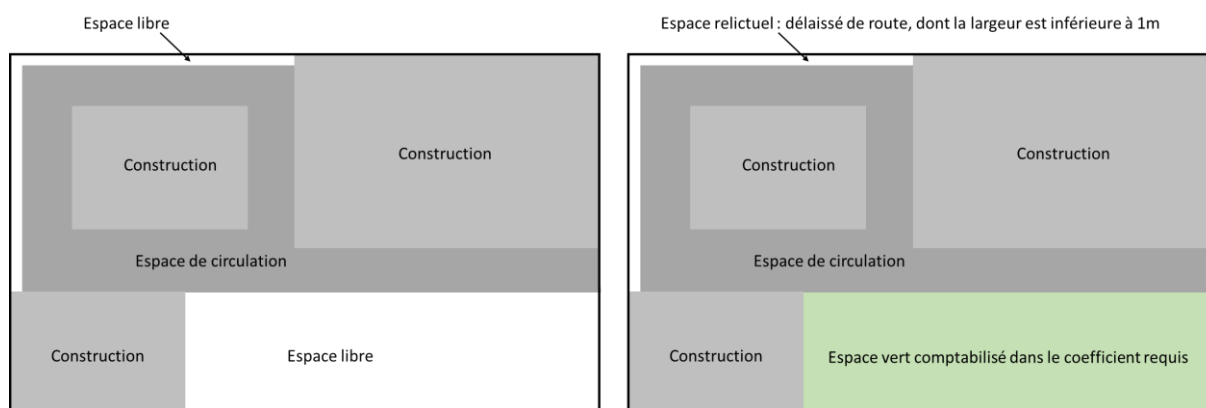 Espace libre
Construction
Construction
Espace de circulation
Construction
Espace libre
Espace relictuel : délaissé de route, dont la largeur est inférieure à 1m
Construction
Construction
Espace de circulation
Construction
Espace vert comptabilisé dans le coefficient requis